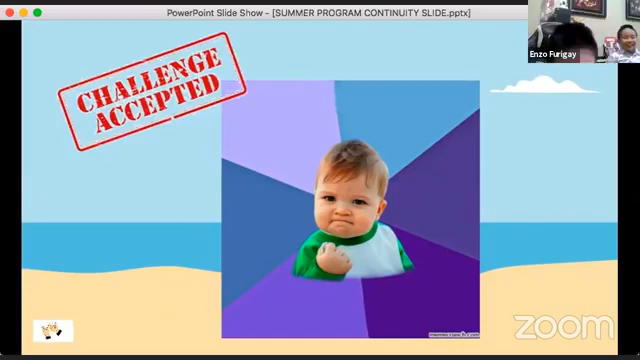 PowerPoint Slide Show - [SUMMER PROGRAM CONTINUITY SLIDE.pptx]
Enzo Furigay
CHALLENGE
ACCEPTED
zoom